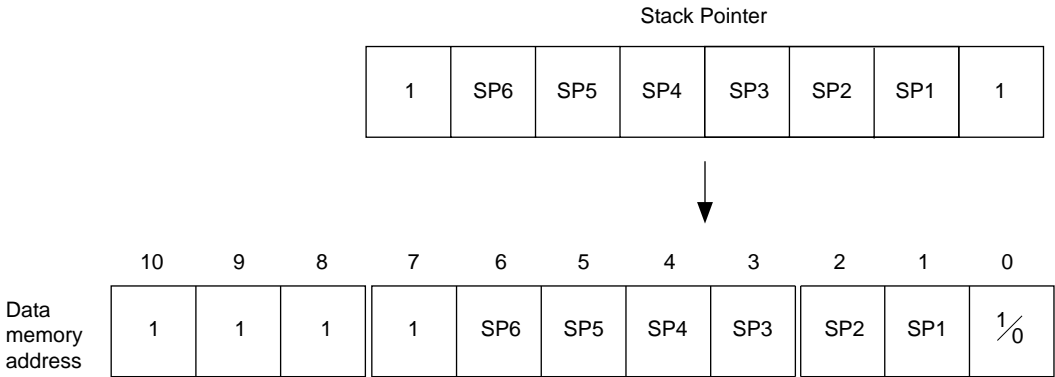 Stack Pointer
1 SP6 SP5 SP4 SP3 SP2 SP1 1
10 9 8 7 6 5 4 3 2 1 0
Data
memory
address
1 1 1 1 SP6 SP5 SP4 SP3 SP2 SP1 1/0